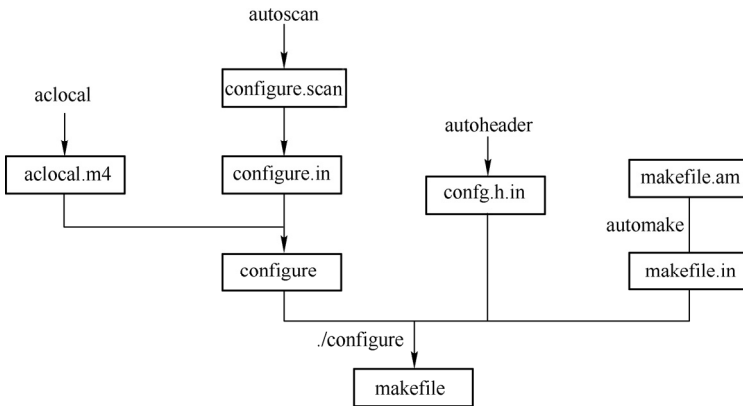 autoscan
configure.scan
aclocal
autoheader
aclocal.m4
configure.in
confg.h.in
makefile.am
automake
configure
makefile.in
./configure
makefile